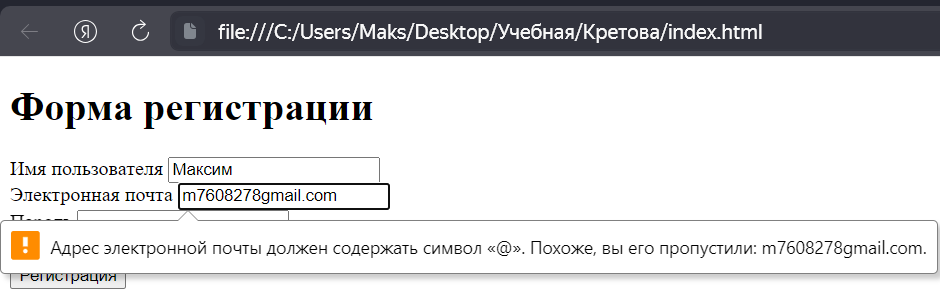 file:///C:/Users/Maks/Desktop/Учебная/Кретова/index.html
Форма регистрации
Имя пользователя Максим
Электронная почта m7608278gmail.com
Пароль
Адрес электронной почты должен содержать символ «@». Похоже, вы его пропустили: m7608278gmail.com.
Регистрация